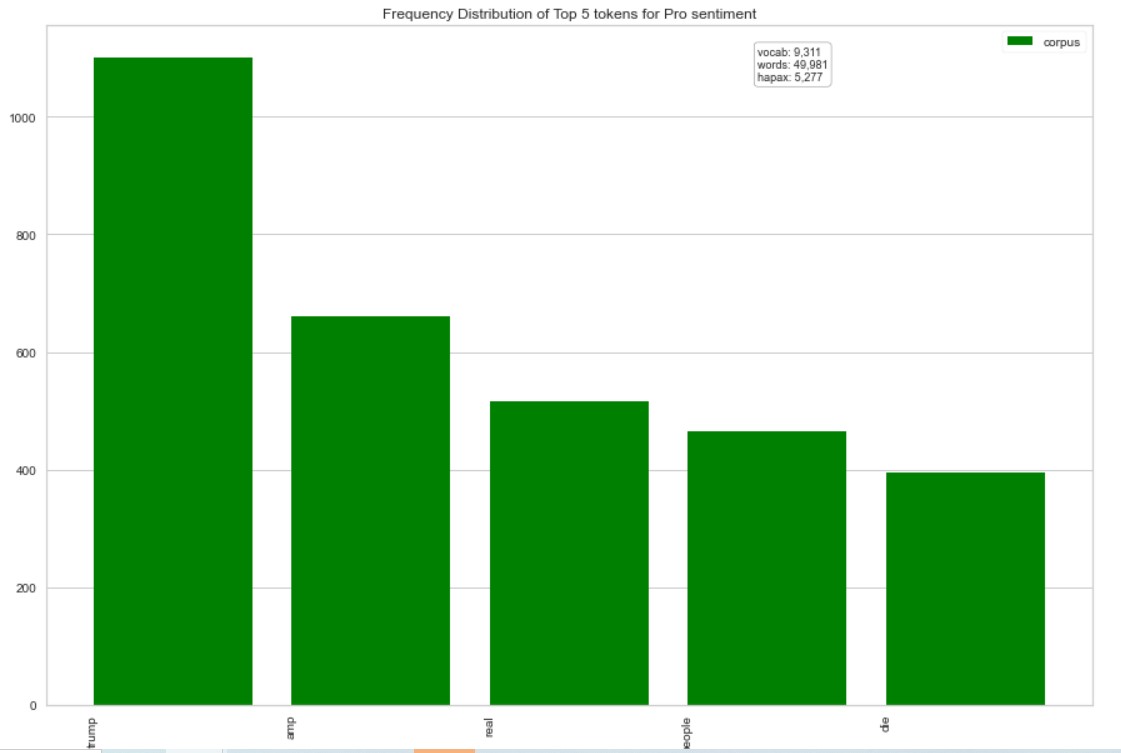 Frequency Distribution of Top 5 tokens for Pro sentiment
corpus
vocab: 9,311
words: 49,981
hapax: 5,277
1000
800
600
400
200
0
trump
amp
real
eople
die